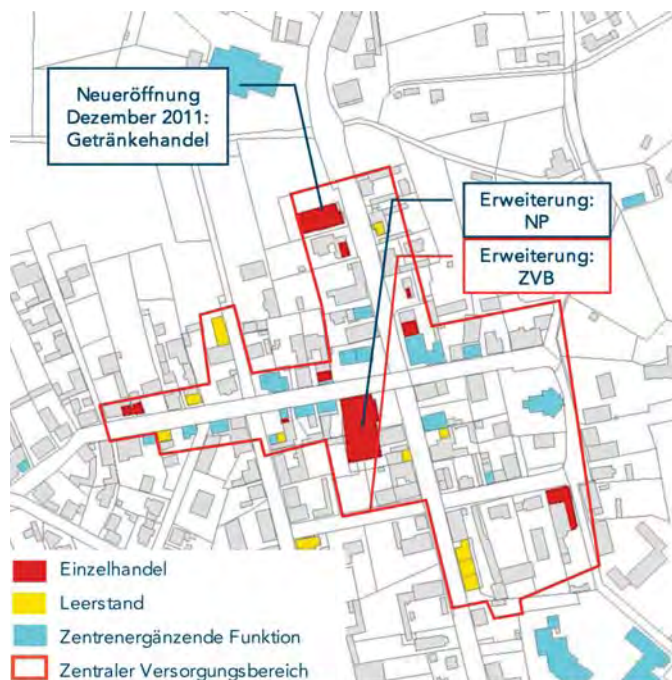 Neueröffnung
Dezember 2011:
Getränkehandel
Erweiterung:
NP
Erweiterung:
ZVB
Einzelhandel
Leerstand
Zentrenergänzende Funktion
Zentraler Versorgungsbereich